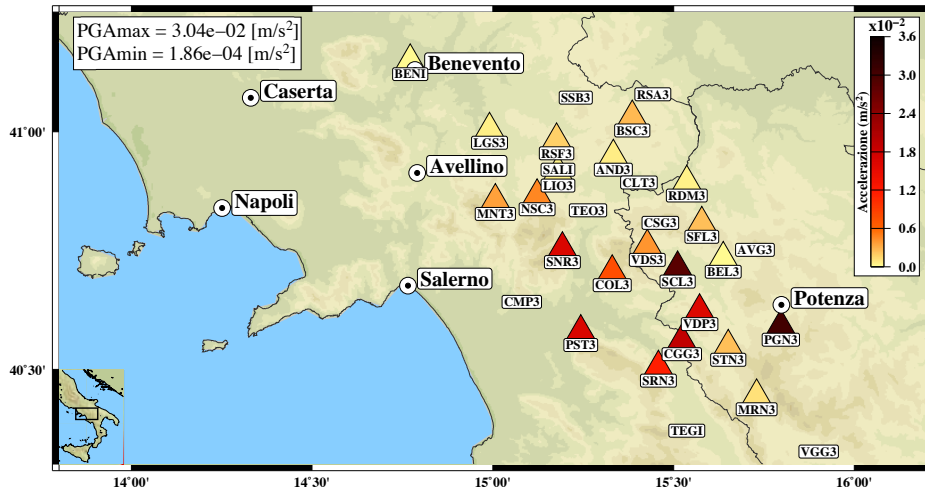 PGAmax = 3.04e−02 [m/s²]
PGAmin = 1.86e−04 [m/s²]
x10⁻²
3.6
3.0
2.4
1.8
1.2
0.6
0.0
Accelerazione (m/s²)
Benevento
BENI
Caserta
SSB3
RSA3
BSC3
41˚00'
LGS3
RSF3
SALI
AND3
Avellino
LIO3
CLT3
RDM3
Napoli
MNT3
NSC3
TEO3
CSG3
SFL3
SNR3
VDS3
AVG3
BEL3
Salerno
COL3
SCL3
CMP3
Potenza
VDP3
PST3
PGN3
CGG3
STN3
40˚30'
SRN3
MRN3
TEGI
VGG3
14˚00'
14˚30'
15˚00'
15˚30'
16˚00'